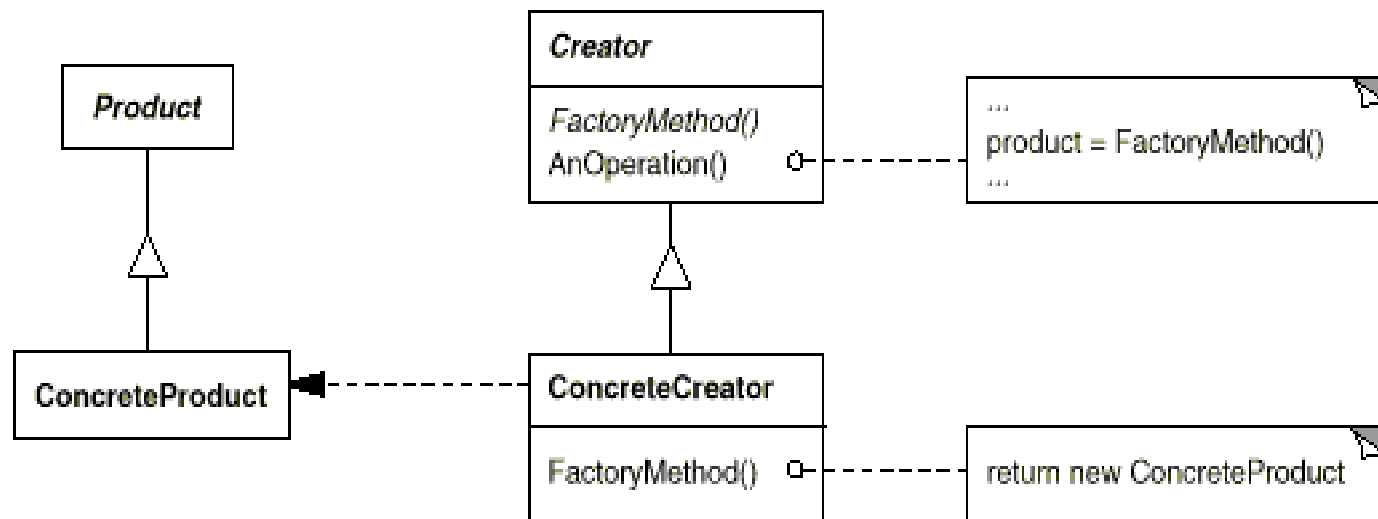 Product
ConcreteProduct
Creator
FactoryMethod()
AnOperation()
...
product = FactoryMethod()
...
ConcreteCreator
FactoryMethod()
return new ConcreteProduct